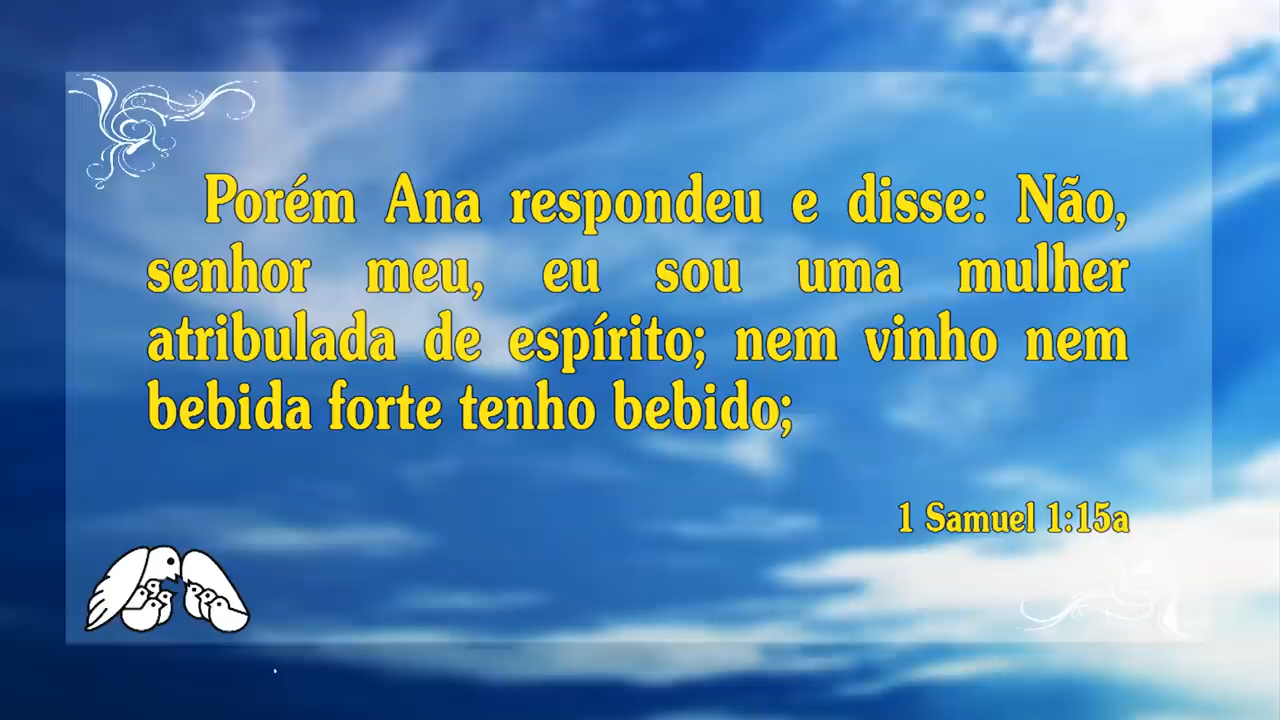 Porém Ana respondeu e disse: Não,
senhor meu, eu sou uma mulher
atribulada de espírito; nem vinho nem
bebida forte tenho bebido;
1 Samuel 1:15a